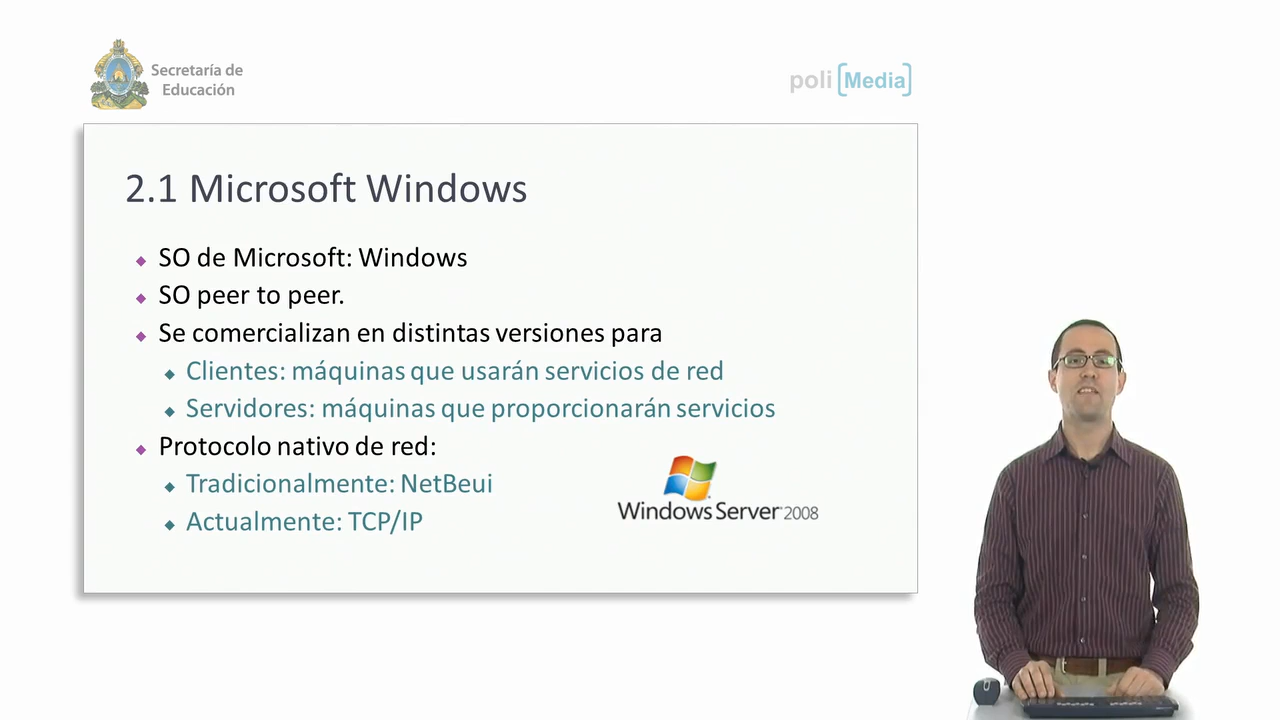 Secretaría de
Educación
poli [Media]
2.1 Microsoft Windows
SO de Microsoft: Windows
SO peer to peer.
Se comercializan en distintas versiones para
Clientes: máquinas que usarán servicios de red
Servidores: máquinas que proporcionarán servicios
Protocolo nativo de red:
Tradicionalmente: NetBeui
Actualmente: TCP/IP
Windows Server 2008